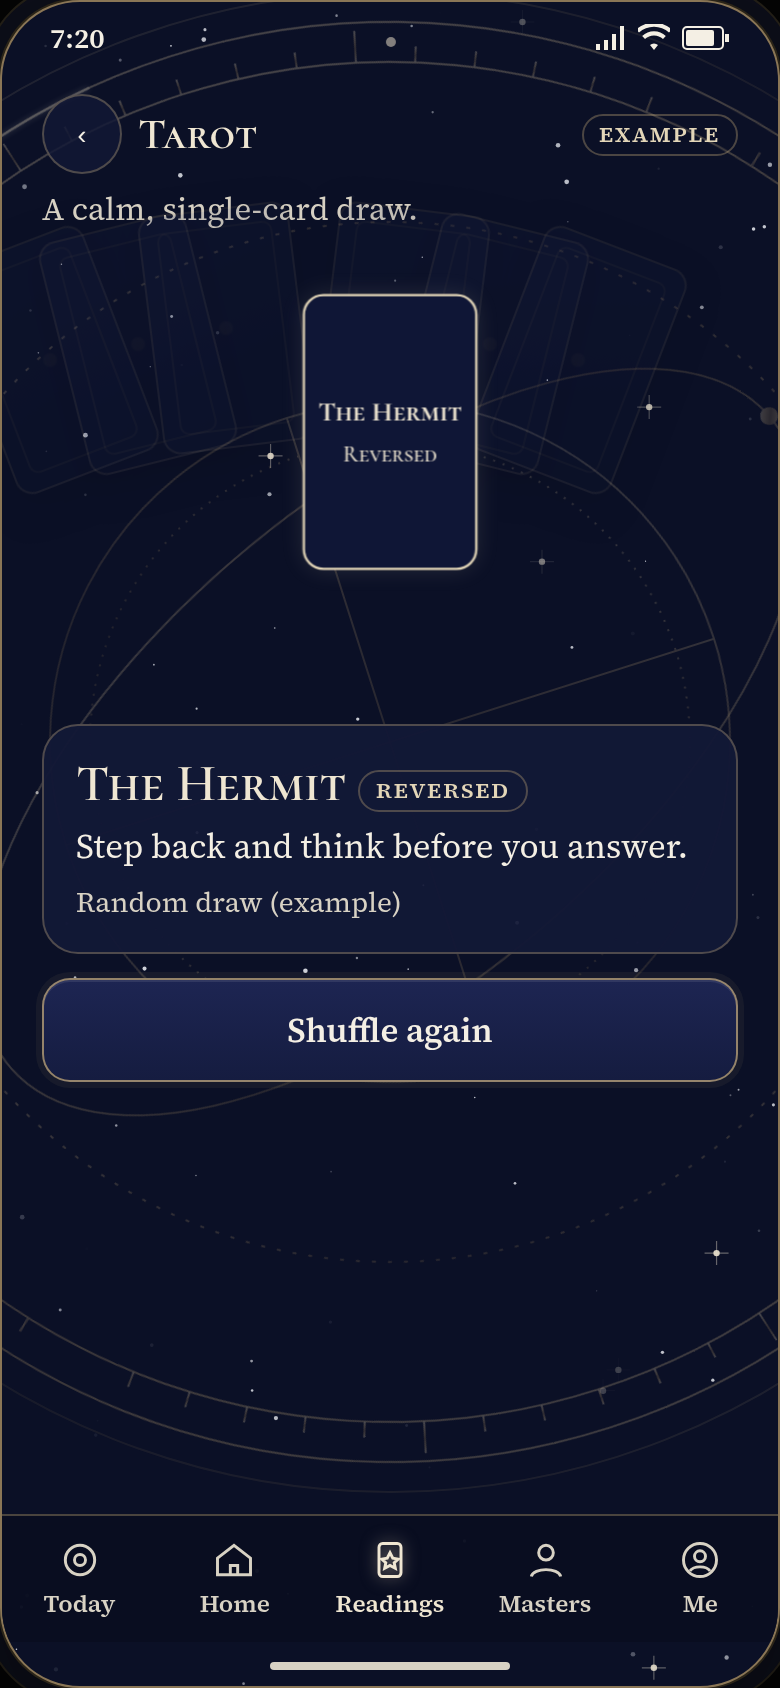 7:20
‹ Tarot
EXAMPLE
A calm, single-card draw.
The Hermit
Reversed
The Hermit REVERSED
Step back and think before you answer.
Random draw (example)
Shuffle again
Today Home Readings Masters Me